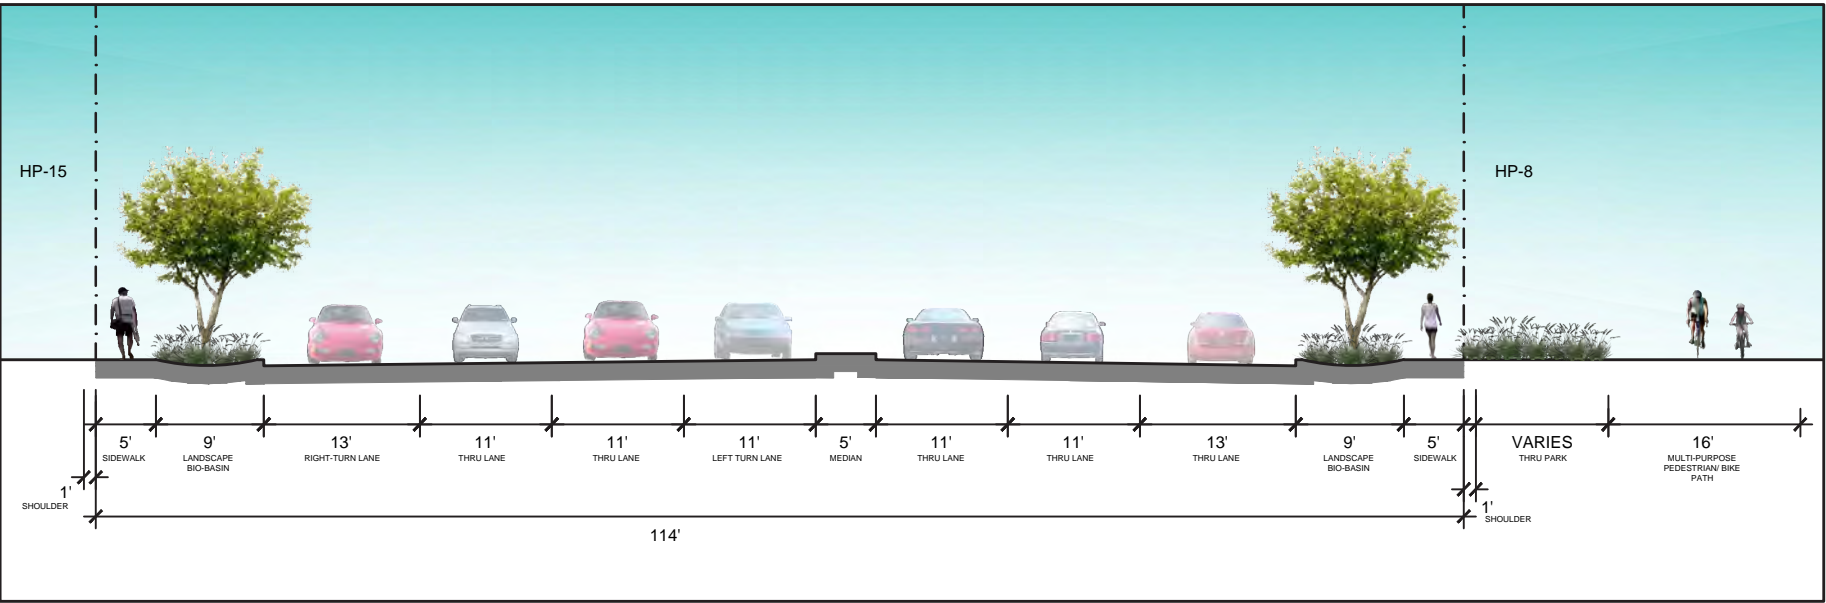 HP-15
HP-8
5'
SIDEWALK
9'
LANDSCAPE
BIO-BASIN
13'
RIGHT-TURN LANE
11'
THRU LANE
11'
THRU LANE
11'
LEFT TURN LANE
5'
MEDIAN
11'
THRU LANE
11'
THRU LANE
13'
THRU LANE
9'
LANDSCAPE
BIO-BASIN
5'
SIDEWALK
VARIES
THRU PARK
16'
MULTI-PURPOSE
PEDESTRIAN/ BIKE
PATH
1'
SHOULDER
1'
SHOULDER
114'